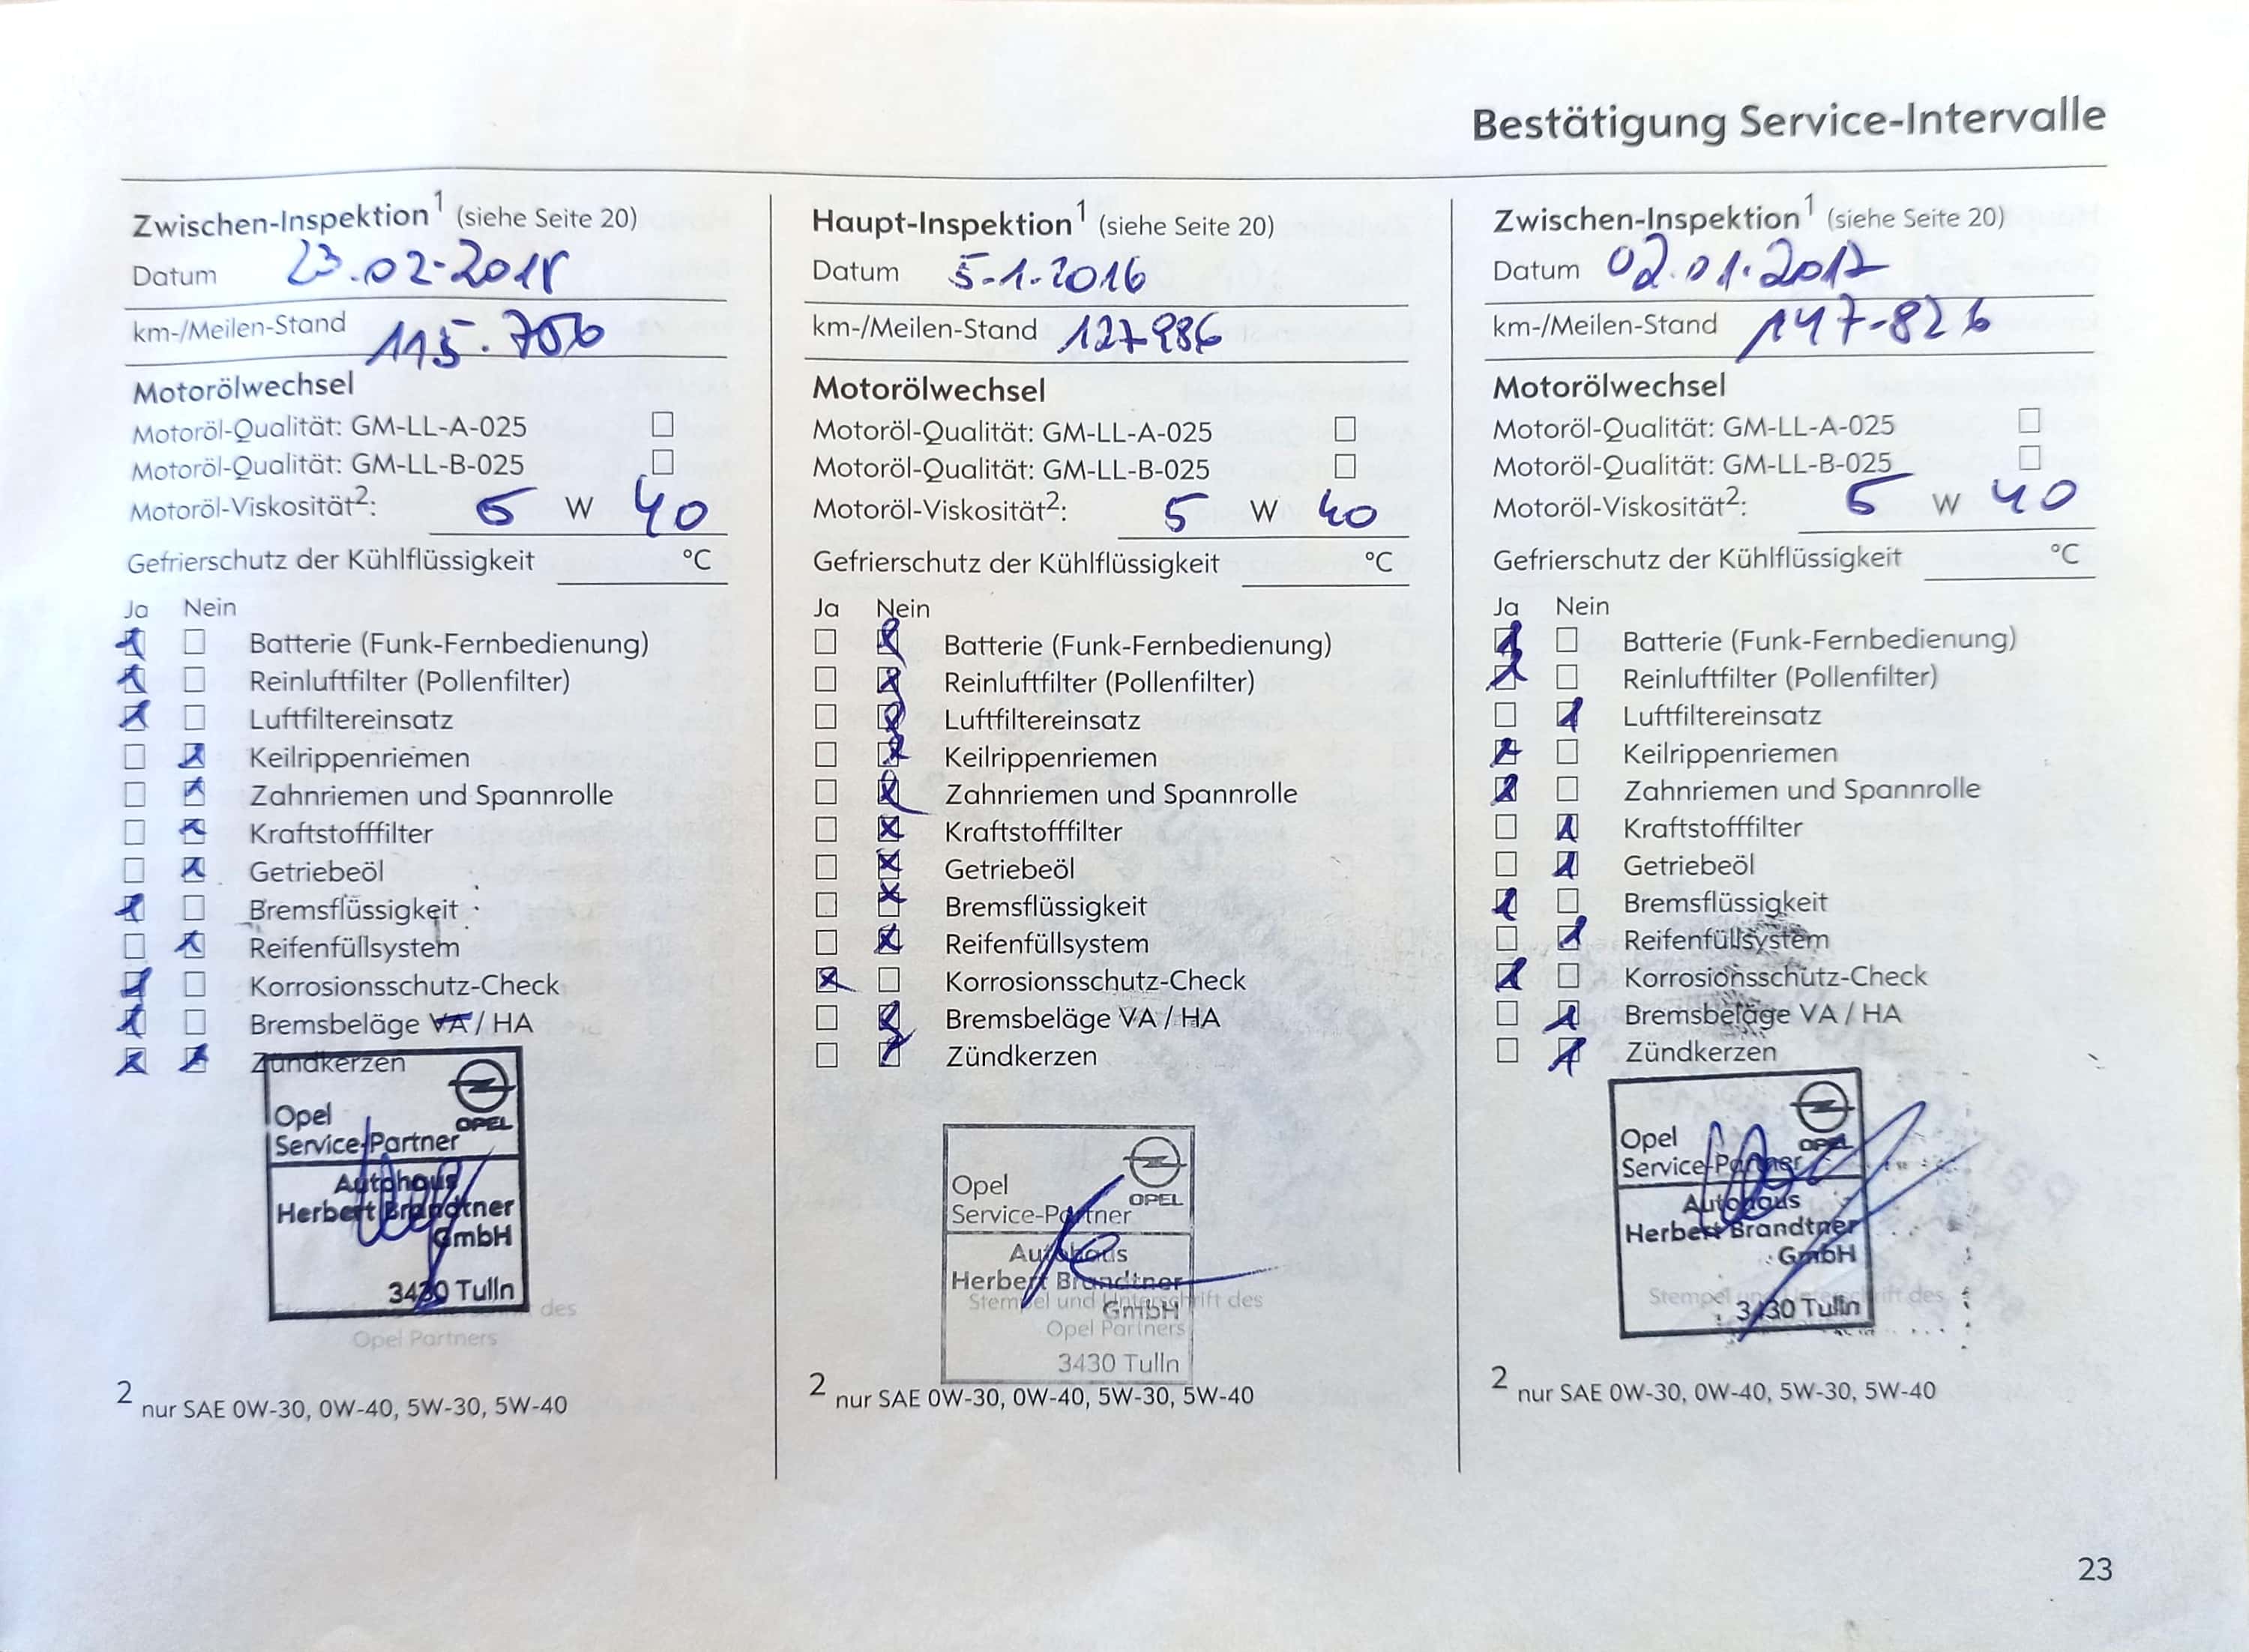 Bestätigung Service-Intervalle
Zwischen-Inspektion1 (siehe Seite 20)
Datum 23.02-2015
km-/Meilen-Stand 115.756
Motorölwechsel
Motoröl-Qualität: GM-LL-A-025
Motoröl-Qualität: GM-LL-B-025
Motoröl-Viskosität2: 5 W 40
Gefrierschutz der Kühlflüssigkeit °C
Ja Nein
Batterie (Funk-Fernbedienung)
Reinluftfilter (Pollenfilter)
Luftfiltereinsatz
Keilrippenriemen
Zahnriemen und Spannrolle
Kraftstofffilter
Getriebeöl
Bremsflüssigkeit
Reifenfüllsystem
Korrosionsschutz-Check
Bremsbeläge VA / HA
Zündkerzen
Opel
OPEL
Service-Partner
Autohaus
Herbert Brandtner
GmbH
3430 Tulln
des
Opel Partners
2 nur SAE 0W-30, 0W-40, 5W-30, 5W-40
Haupt-Inspektion1 (siehe Seite 20)
Datum 5-1-2016
km-/Meilen-Stand 127-986
Motorölwechsel
Motoröl-Qualität: GM-LL-A-025
Motoröl-Qualität: GM-LL-B-025
Motoröl-Viskosität2: 5 W 40
Gefrierschutz der Kühlflüssigkeit °C
Ja Nein
Batterie (Funk-Fernbedienung)
Reinluftfilter (Pollenfilter)
Luftfiltereinsatz
Keilrippenriemen
Zahnriemen und Spannrolle
Kraftstofffilter
Getriebeöl
Bremsflüssigkeit
Reifenfüllsystem
Korrosionsschutz-Check
Bremsbeläge VA / HA
Zündkerzen
Opel
OPEL
Service-Partner
Autohaus
Herbert Brandtner
Stempel und Unterschrift des
GmbH
Opel Partners
3430 Tulln
2 nur SAE 0W-30, 0W-40, 5W-30, 5W-40
Zwischen-Inspektion1 (siehe Seite 20)
Datum 02.01.2017
km-/Meilen-Stand 147-826
Motorölwechsel
Motoröl-Qualität: GM-LL-A-025
Motoröl-Qualität: GM-LL-B-025
Motoröl-Viskosität2: 5 W 40
Gefrierschutz der Kühlflüssigkeit °C
Ja Nein
Batterie (Funk-Fernbedienung)
Reinluftfilter (Pollenfilter)
Luftfiltereinsatz
Keilrippenriemen
Zahnriemen und Spannrolle
Kraftstofffilter
Getriebeöl
Bremsflüssigkeit
Reifenfüllsystem
Korrosionsschutz-Check
Bremsbeläge VA / HA
Zündkerzen
Opel
OPEL
Service-Partner
Autohaus
Herbert Brandtner
GmbH
Stempel und Unterschrift des
3430 Tulln
2 nur SAE 0W-30, 0W-40, 5W-30, 5W-40
23